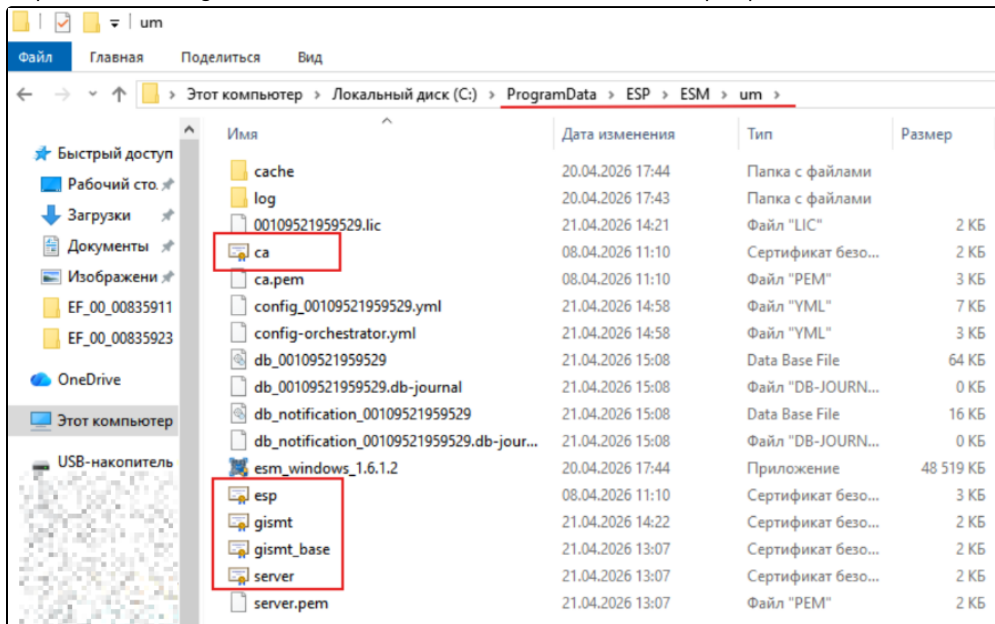 um
Файл Главная Поделиться Вид
Этот компьютер > Локальный диск (C:) > ProgramData > ESP > ESM > um >
Имя Дата изменения Тип Размер
Быстрый доступ
Рабочий сто.
Загрузки
Документы
Изображени
EF_00_00835911
EF_00_00835923
OneDrive
Этот компьютер
USB-накопитель
cache 20.04.2026 17:44 Папка с файлами
log 20.04.2026 17:43 Папка с файлами
00109521959529.lic 21.04.2026 14:21 Файл "LIC" 2 КБ
ca 08.04.2026 11:10 Сертификат безо... 2 КБ
ca.pem 08.04.2026 11:10 Файл "PEM" 3 КБ
config_00109521959529.yml 21.04.2026 14:58 Файл "YML" 7 КБ
config-orchestrator.yml 21.04.2026 14:58 Файл "YML" 3 КБ
db_00109521959529 21.04.2026 15:08 Data Base File 64 КБ
db_00109521959529.db-journal 21.04.2026 15:08 Файл "DB-JOURN... 0 КБ
db_notification_00109521959529 21.04.2026 15:08 Data Base File 16 КБ
db_notification_00109521959529.db-jour... 21.04.2026 15:08 Файл "DB-JOURN... 0 КБ
esm_windows_1.6.1.2 20.04.2026 17:44 Приложение 48 519 КБ
esp 08.04.2026 11:10 Сертификат безо... 3 КБ
gismt 21.04.2026 14:22 Сертификат безо... 2 КБ
gismt_base 21.04.2026 13:07 Сертификат безо... 2 КБ
server 21.04.2026 13:07 Сертификат безо... 2 КБ
server.pem 21.04.2026 13:07 Файл "PEM" 2 КБ